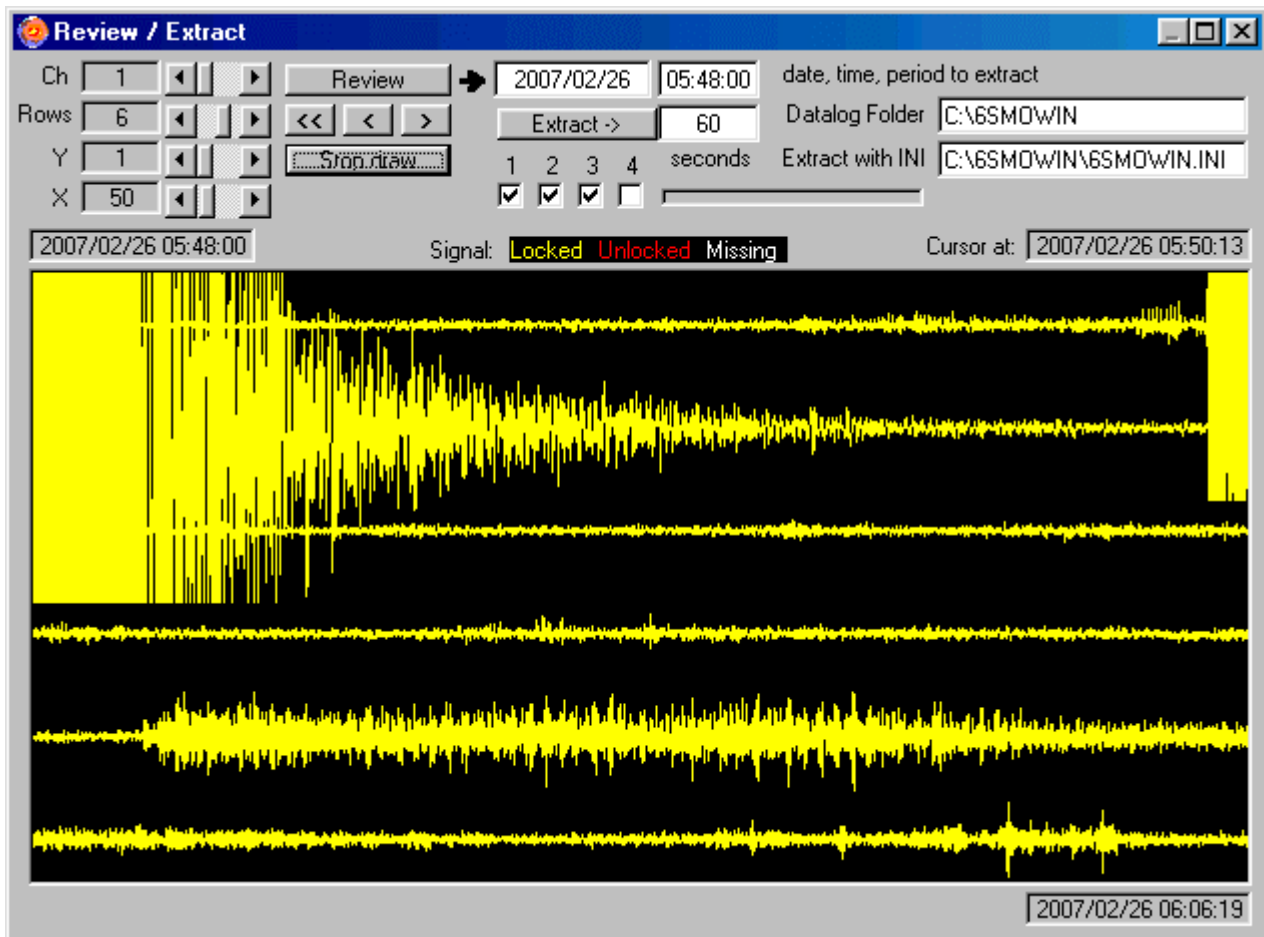 Review / Extract
Ch 1 Review 2007/02/26 05:48:00 date, time, period to extract
Rows 6 << < > Extract -> 60 Datalog Folder C:\6SMOWIN
Y 1 Stop draw 1 2 3 4 seconds Extract with INI C:\6SMOWIN\6SMOWIN.INI
X 50
2007/02/26 05:48:00 Signal: Locked Unlocked Missing Cursor at: 2007/02/26 05:50:13
2007/02/26 06:06:19